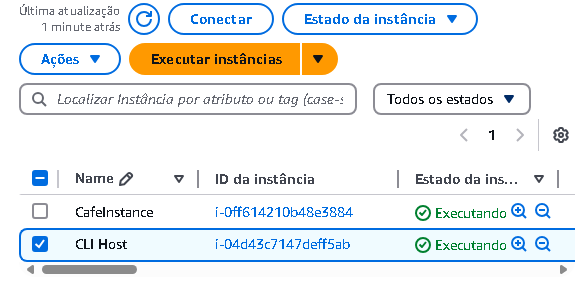 Última atualização
1 minute atrás
Conectar
Estado da instância
Ações
Executar instâncias
Localizar Instância por atributo ou tag (case-s
Todos os estados
1
Name
ID da instância
Estado da ins...
CafeInstance
i-0ff614210b48e3884
Executando
CLI Host
i-04d43c7147deff5ab
Executando